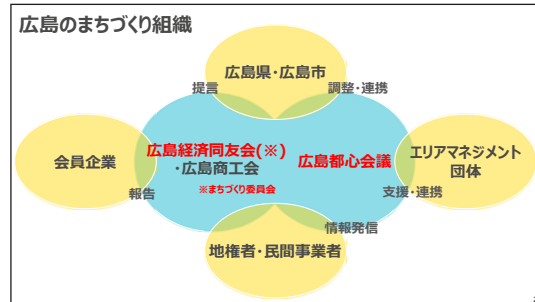 広島のまちづくり組織
広島県・広島市
提言
調整・連携
会員企業
広島経済同友会(※)
・広島商工会
※まちづくり委員会
広島都心会議
エリアマネジメント
団体
報告
支援・連携
情報発信
地権者・民間事業者